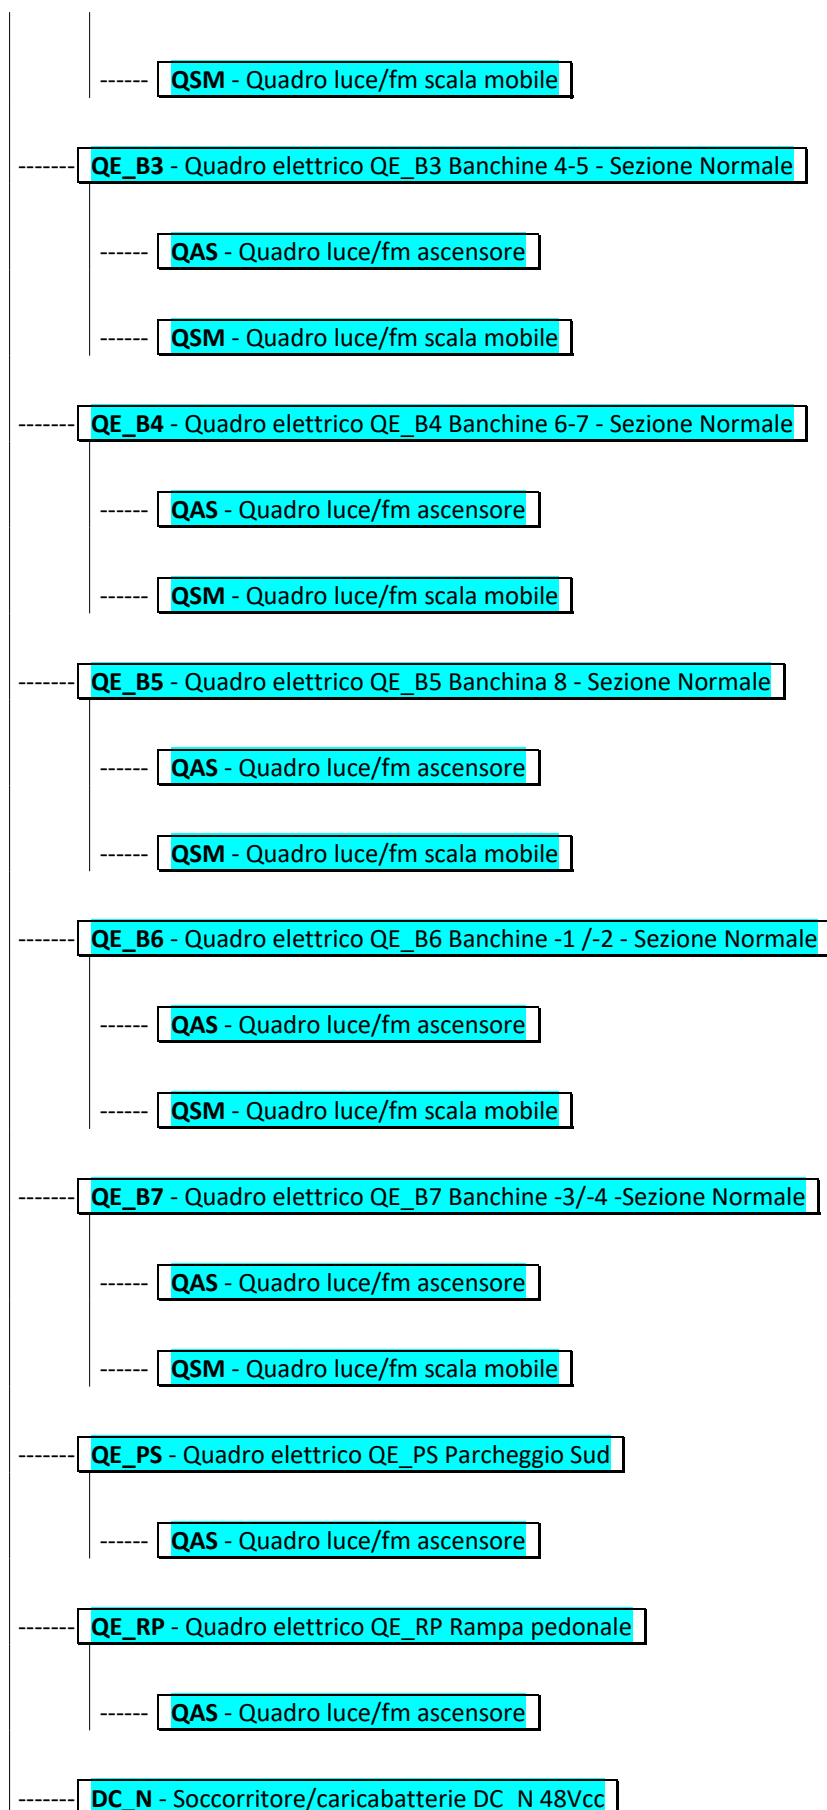 ------ QSM - Quadro luce/fm scala mobile
------- QE_B3 - Quadro elettrico QE_B3 Banchine 4-5 - Sezione Normale
------ QAS - Quadro luce/fm ascensore
------ QSM - Quadro luce/fm scala mobile
------- QE_B4 - Quadro elettrico QE_B4 Banchine 6-7 - Sezione Normale
------ QAS - Quadro luce/fm ascensore
------ QSM - Quadro luce/fm scala mobile
------- QE_B5 - Quadro elettrico QE_B5 Banchina 8 - Sezione Normale
------ QAS - Quadro luce/fm ascensore
------ QSM - Quadro luce/fm scala mobile
------- QE_B6 - Quadro elettrico QE_B6 Banchine -1 /-2 - Sezione Normale
------ QAS - Quadro luce/fm ascensore
------ QSM - Quadro luce/fm scala mobile
------- QE_B7 - Quadro elettrico QE_B7 Banchine -3/-4 -Sezione Normale
------ QAS - Quadro luce/fm ascensore
------ QSM - Quadro luce/fm scala mobile
------- QE_PS - Quadro elettrico QE_PS Parcheggio Sud
------ QAS - Quadro luce/fm ascensore
------- QE_RP - Quadro elettrico QE_RP Rampa pedonale
------ QAS - Quadro luce/fm ascensore
------- DC_N - Soccorritore/caricabatterie DC_N 48Vcc